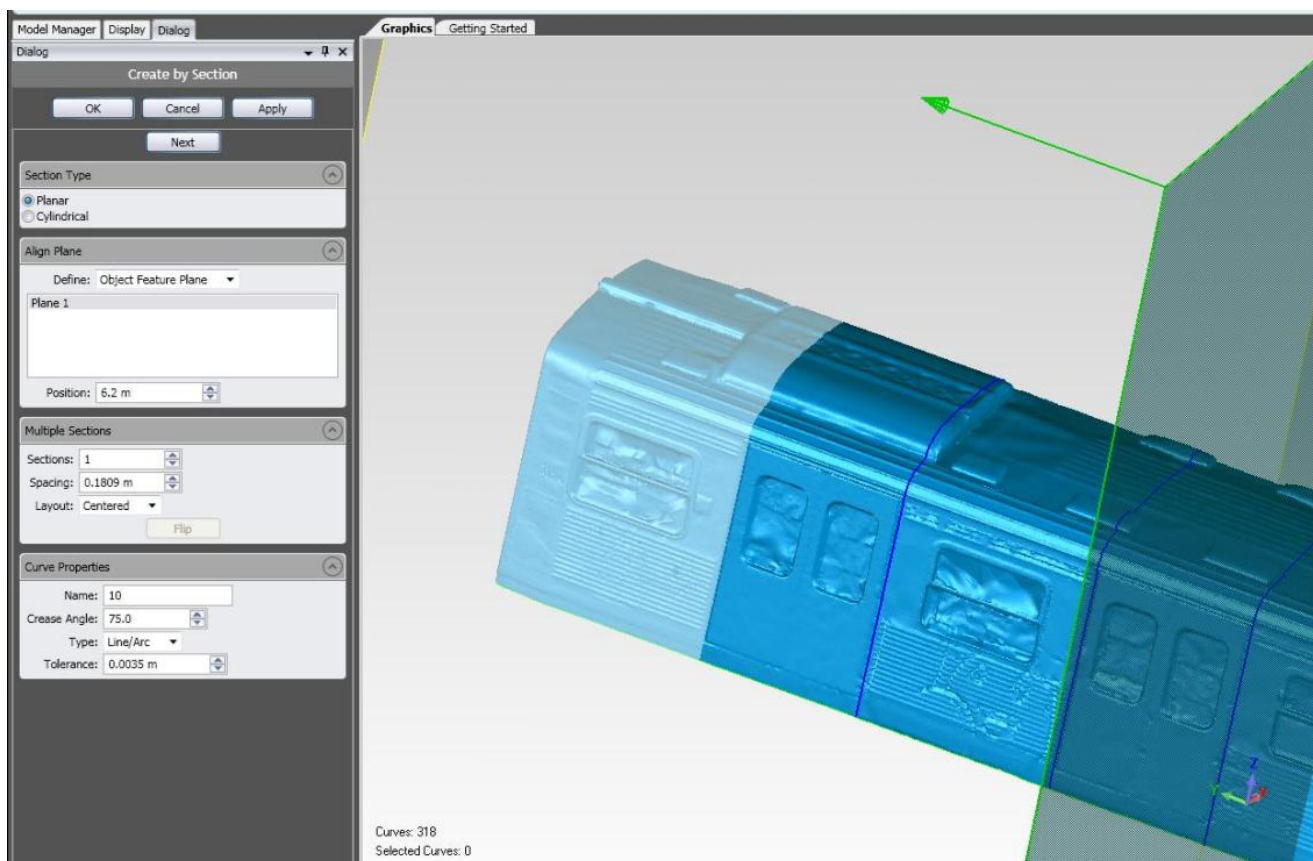 Model Manager Display Dialog
Graphics Getting Started
Dialog
Create by Section
OK Cancel Apply
Next
Section Type
Planar
Cylindrical
Align Plane
Define: Object Feature Plane
Plane 1
Position: 6.2 m
Multiple Sections
Sections: 1
Spacing: 0.1809 m
Layout: Centered
Flip
Curve Properties
Name: 10
Crease Angle: 75.0
Type: Line/Arc
Tolerance: 0.0035 m
Z
Y X
Curves: 318
Selected Curves: 0